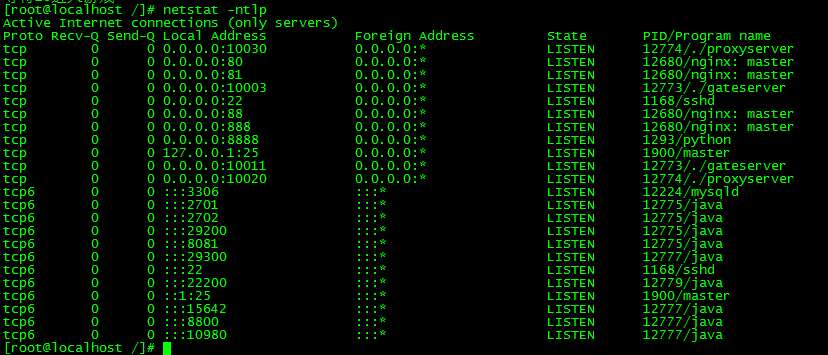 [root@localhost /]# netstat -ntlp
Active Internet connections (only servers)
Proto Recv-Q Send-Q Local Address Foreign Address State PID/Program name
tcp 0 0 0.0.0.0:10030 0.0.0.0:* LISTEN 12774/./proxyserver
tcp 0 0 0.0.0.0:80 0.0.0.0:* LISTEN 12680/nginx: master
tcp 0 0 0.0.0.0:81 0.0.0.0:* LISTEN 12680/nginx: master
tcp 0 0 0.0.0.0:10003 0.0.0.0:* LISTEN 12773/./gateserver
tcp 0 0 0.0.0.0:22 0.0.0.0:* LISTEN 1168/sshd
tcp 0 0 0.0.0.0:88 0.0.0.0:* LISTEN 12680/nginx: master
tcp 0 0 0.0.0.0:888 0.0.0.0:* LISTEN 12680/nginx: master
tcp 0 0 0.0.0.0:8888 0.0.0.0:* LISTEN 1293/python
tcp 0 0 127.0.0.1:25 0.0.0.0:* LISTEN 1900/master
tcp 0 0 0.0.0.0:10011 0.0.0.0:* LISTEN 12773/./gateserver
tcp 0 0 0.0.0.0:10020 0.0.0.0:* LISTEN 12774/./proxyserver
tcp6 0 0 :::3306 :::* LISTEN 12224/mysqld
tcp6 0 0 :::2701 :::* LISTEN 12775/java
tcp6 0 0 :::2702 :::* LISTEN 12775/java
tcp6 0 0 :::29200 :::* LISTEN 12775/java
tcp6 0 0 :::8081 :::* LISTEN 12775/java
tcp6 0 0 :::29300 :::* LISTEN 12777/java
tcp6 0 0 :::22 :::* LISTEN 1168/sshd
tcp6 0 0 :::22200 :::* LISTEN 12779/java
tcp6 0 0 ::1:25 :::* LISTEN 1900/master
tcp6 0 0 :::15642 :::* LISTEN 12777/java
tcp6 0 0 :::8800 :::* LISTEN 12777/java
tcp6 0 0 :::10980 :::* LISTEN 12777/java
[root@localhost /]#